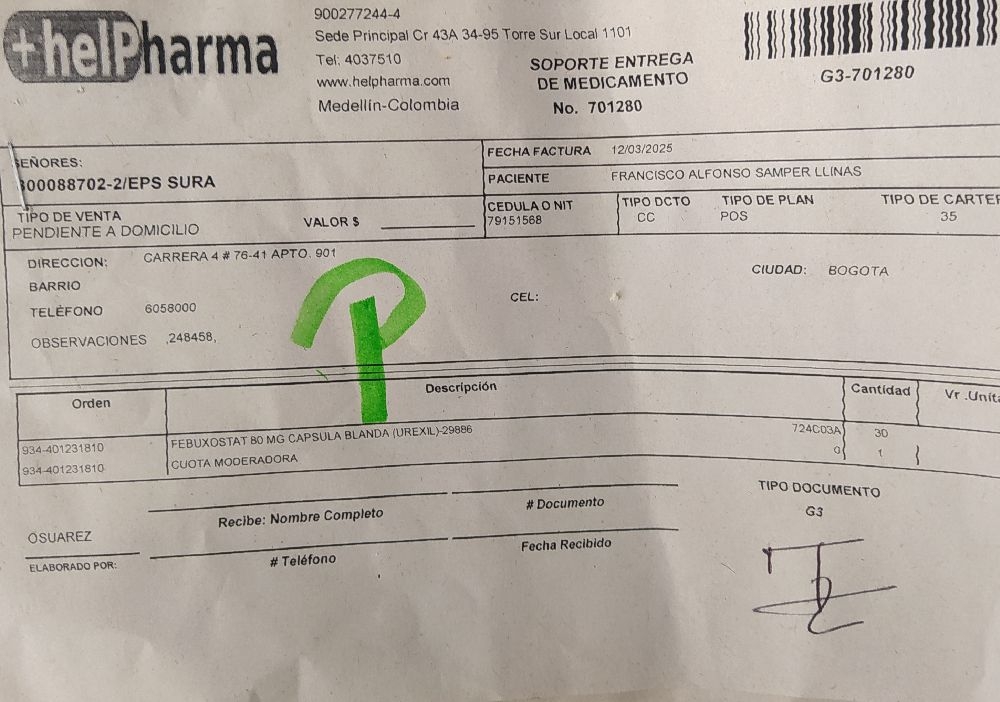 +helPharma
900277244-4
Sede Principal Cr 43A 34-95 Torre Sur Local 1101
Tel: 4037510
www.helpharma.com
Medellín-Colombia
SOPORTE ENTREGA
DE MEDICAMENTO
No. 701280
G3-701280
SEÑORES:
800088702-2/EPS SURA
FECHA FACTURA 12/03/2025
PACIENTE FRANCISCO ALFONSO SAMPER LLINAS
TIPO DE VENTA
PENDIENTE A DOMICILIO
VALOR $
CEDULA O NIT
79151568
TIPO DCTO
CC
TIPO DE PLAN
POS
TIPO DE CARTER
35
DIRECCION: CARRERA 4 # 76-41 APTO. 901
CIUDAD: BOGOTA
BARRIO
CEL:
TELÉFONO 6058000
OBSERVACIONES ,248458,
P
Orden Descripción Cantidad Vr .Unita
934-401231810 FEBUXOSTAT 80 MG CAPSULA BLANDA (UREXIL)-29886 724C03A 30
934-401231810 CUOTA MODERADORA 0 1
TIPO DOCUMENTO
G3
Recibe: Nombre Completo # Documento
OSUAREZ
ELABORADO POR: # Teléfono Fecha Recibido